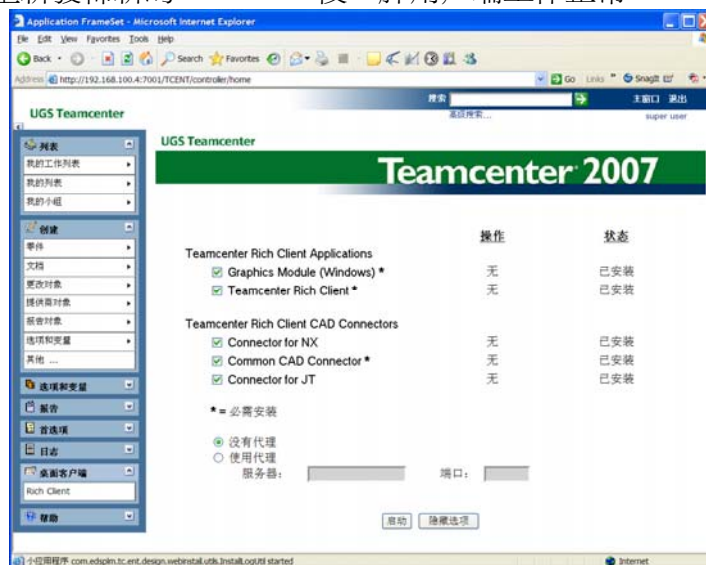 Application FrameSet - Microsoft Internet Explorer
File Edit View Favorites Tools Help
Back Search Favorites
Address http://192.168.100.4:7001/TCENT/controller/home Go Links SnagIt
搜索 主窗口 退出
UGS Teamcenter 高级搜索... super user
列表
我的工作列表
我的列表
我的小组
创建
零件
文档
更改对象
提供商对象
报告对象
选项和变量
其他 ...
选项和变量
报告
首选项
日志
桌面客户端
Rich Client
帮助
UGS Teamcenter
Teamcenter 2007
操作 状态
Teamcenter Rich Client Applications
Graphics Module (Windows) * 无 已安装
Teamcenter Rich Client * 无 已安装
Teamcenter Rich Client CAD Connectors
Connector for NX 无 已安装
Common CAD Connector * 无 已安装
Connector for JT 无 已安装
* = 必需安装
没有代理
使用代理
服务器: 端口:
启动 隐藏选项
小应用程序 com.edsplm.tc.ent.design.webinstall.utils.InstallLogUtil started Internet